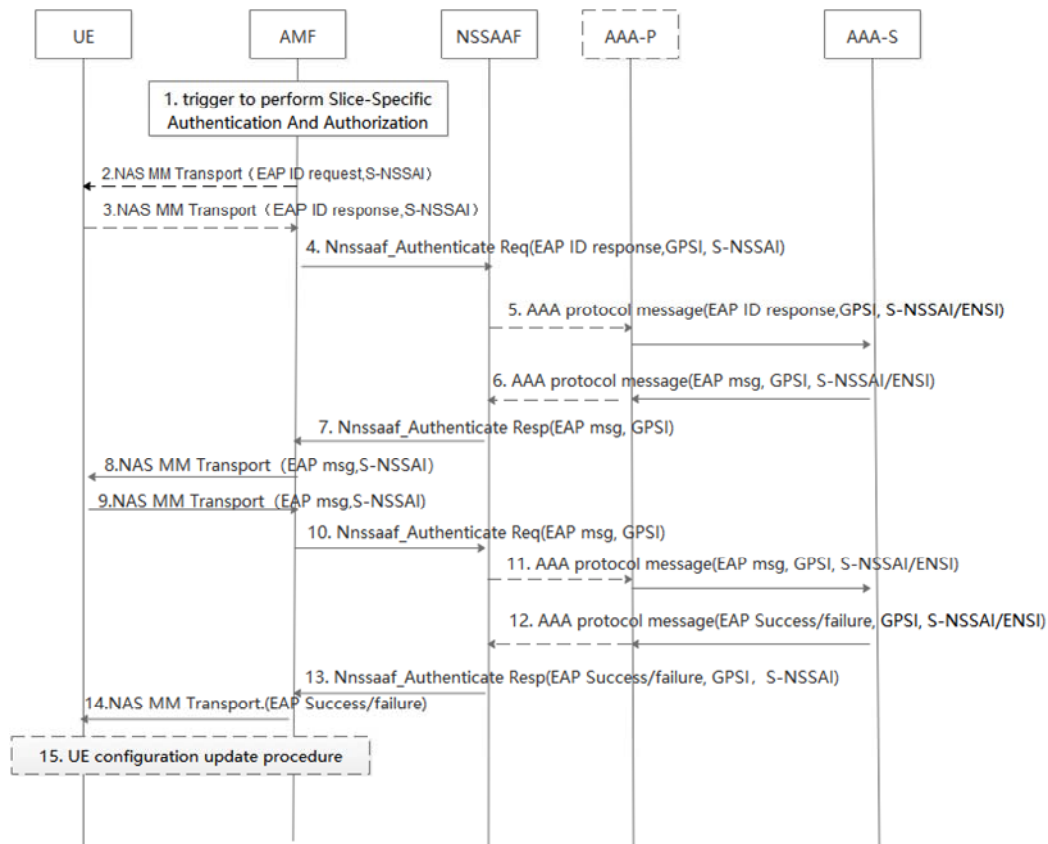 UE
AMF
NSSAAF
AAA-P
AAA-S
1. trigger to perform Slice-Specific
Authentication And Authorization
2.NAS MM Transport（EAP ID request,S-NSSAI）
3.NAS MM Transport（EAP ID response,S-NSSAI）
4. Nnssaaf_Authenticate Req(EAP ID response,GPSI, S-NSSAI)
5. AAA protocol message(EAP ID response,GPSI, S-NSSAI/ENSI)
6. AAA protocol message(EAP msg, GPSI, S-NSSAI/ENSI)
7. Nnssaaf_Authenticate Resp(EAP msg, GPSI)
8.NAS MM Transport（EAP msg,S-NSSAI）
9.NAS MM Transport（EAP msg,S-NSSAI）
10. Nnssaaf_Authenticate Req(EAP msg, GPSI)
11. AAA protocol message(EAP msg, GPSI, S-NSSAI/ENSI)
12. AAA protocol message(EAP Success/failure, GPSI, S-NSSAI/ENSI)
13. Nnssaaf_Authenticate Resp(EAP Success/failure, GPSI，S-NSSAI)
14.NAS MM Transport.(EAP Success/failure)
15. UE configuration update procedure